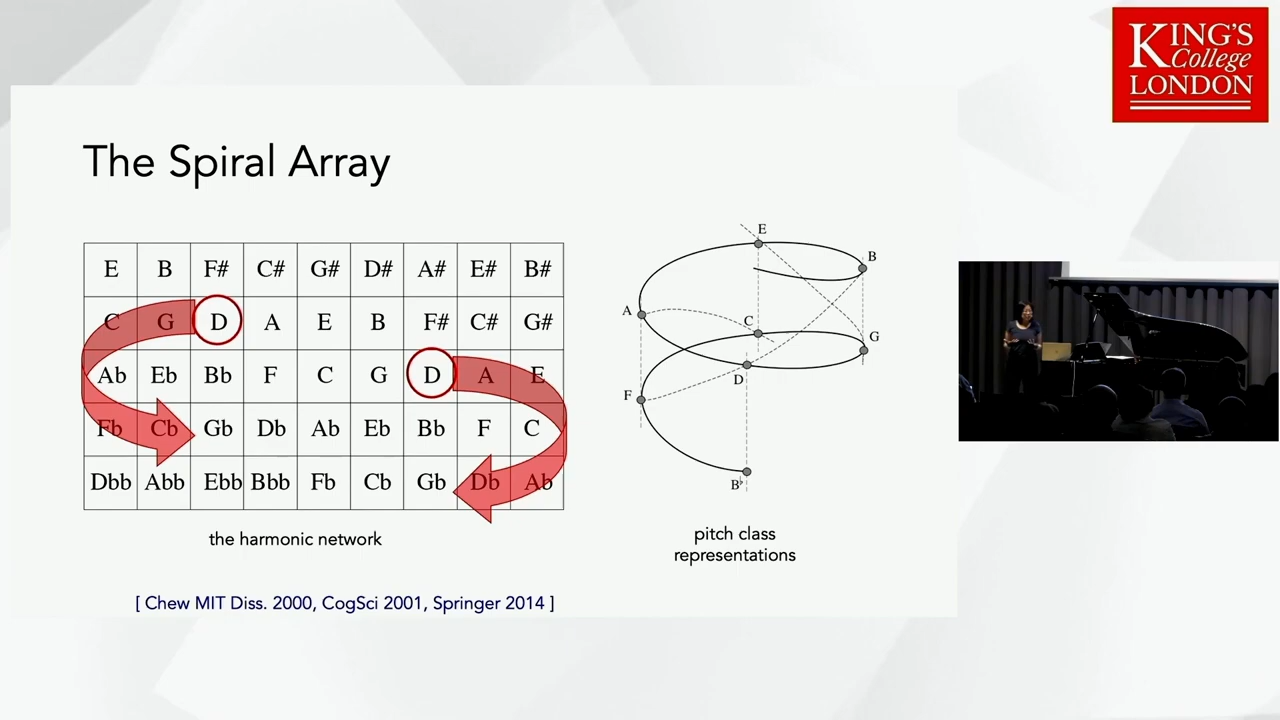 KING'S
College
LONDON
The Spiral Array
E B F# C# G# D# A# E# B#
C G D A E B F# C# G#
Ab Eb Bb F C G D A E
Fb Cb Gb Db Ab Eb Bb F C
Dbb Abb Ebb Bbb Fb Cb Gb Db Ab
the harmonic network
E
B
A
C
G
D
F
B♭
pitch class
representations
[ Chew MIT Diss. 2000, CogSci 2001, Springer 2014 ]